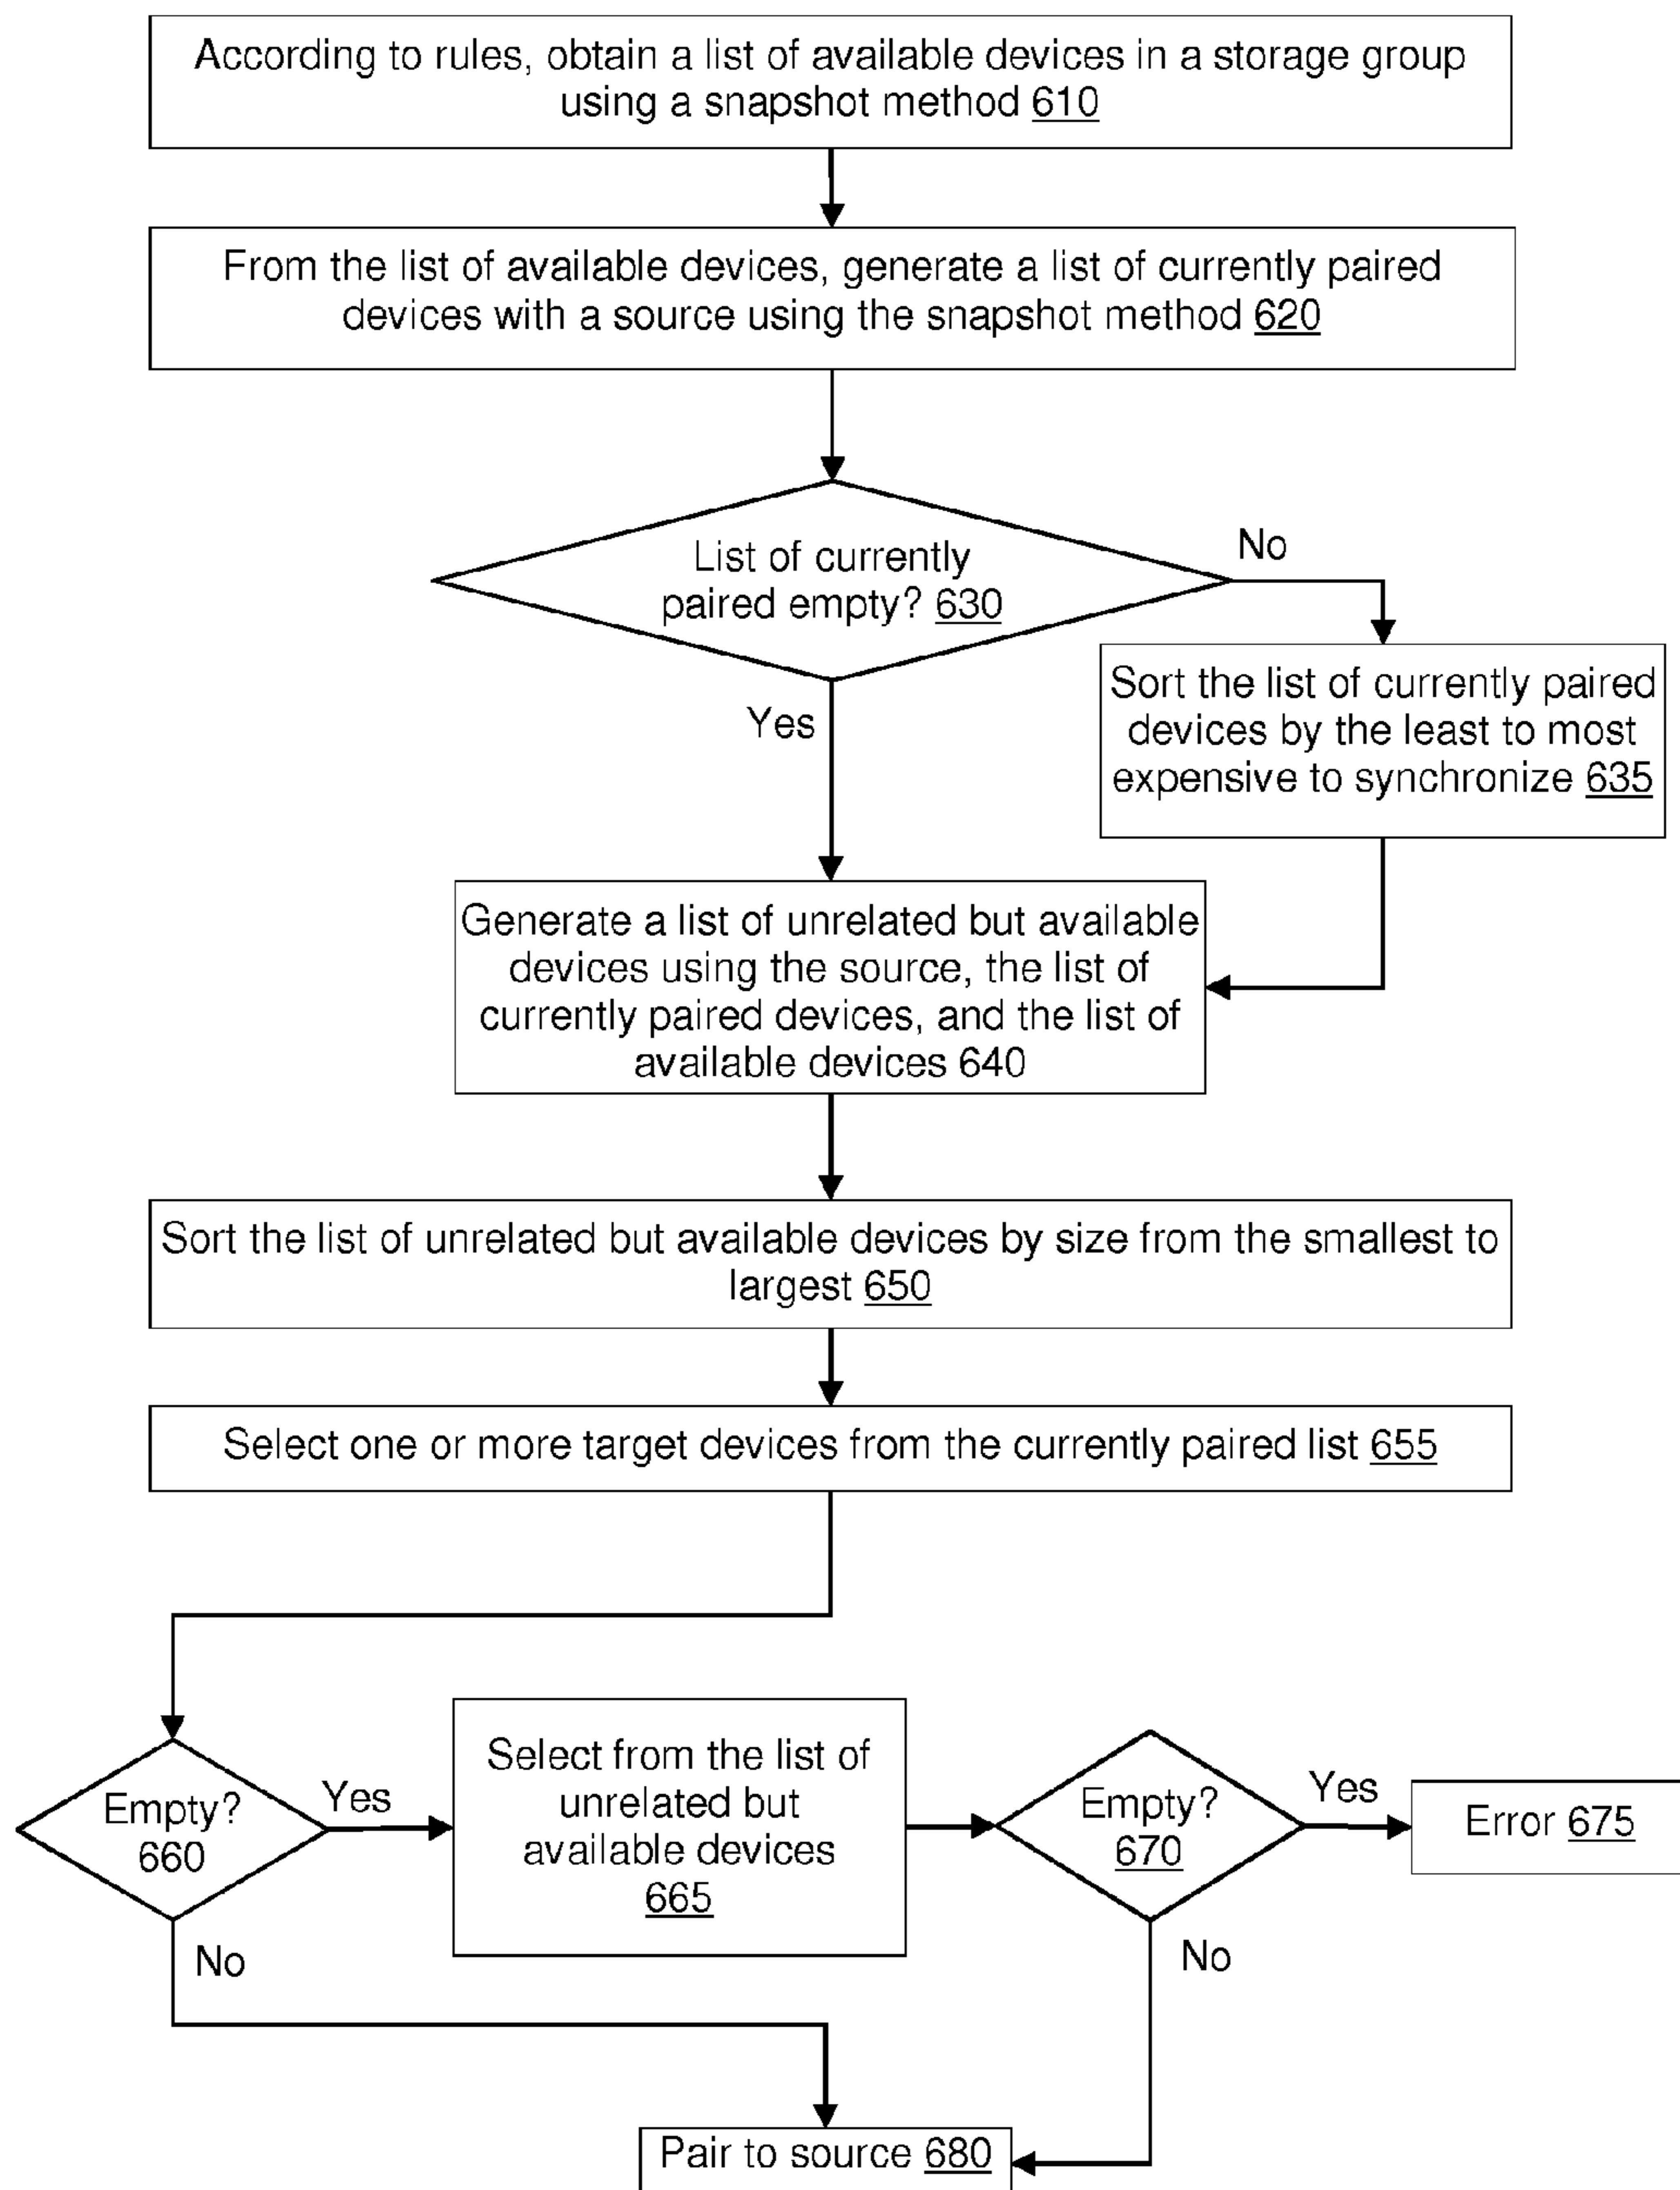 According to rules, obtain a list of available devices in a storage group
using a snapshot method 610
From the list of available devices, generate a list of currently paired
devices with a source using the snapshot method 620
List of currently
paired empty? 630
No
Sort the list of currently paired
devices by the least to most
expensive to synchronize 635
Yes
Generate a list of unrelated but available
devices using the source, the list of
currently paired devices, and the list of
available devices 640
Sort the list of unrelated but available devices by size from the smallest to
largest 650
Select one or more target devices from the currently paired list 655
Empty?
660
Yes
Select from the list of
unrelated but
available devices
665
Empty?
670
Yes
Error 675
No
No
Pair to source 680